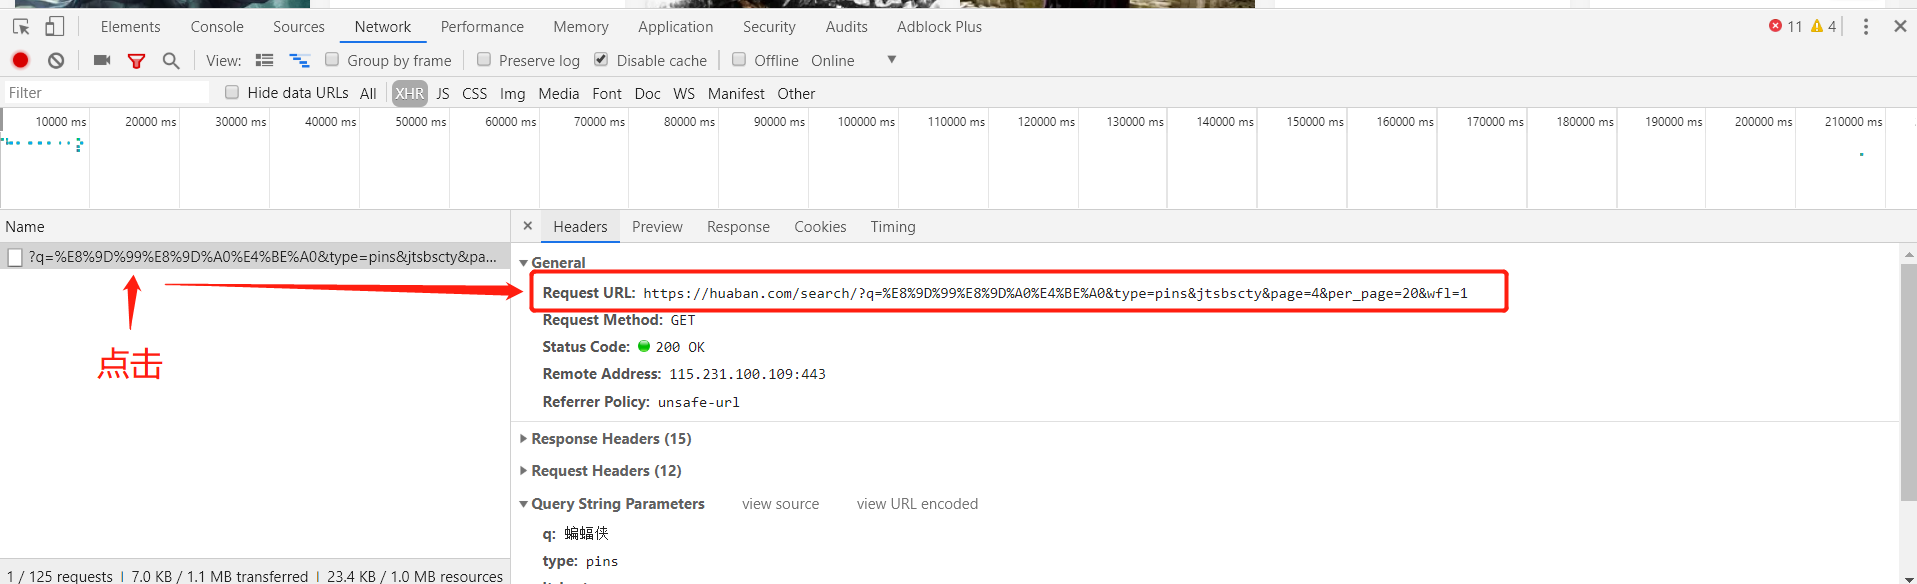 Elements Console Sources Network Performance Memory Application Security Audits Adblock Plus 11 4
View: Group by frame Preserve log Disable cache Offline Online
Filter Hide data URLs All XHR JS CSS Img Media Font Doc WS Manifest Other
10000 ms 20000 ms 30000 ms 40000 ms 50000 ms 60000 ms 70000 ms 80000 ms 90000 ms 100000 ms 110000 ms 120000 ms 130000 ms 140000 ms 150000 ms 160000 ms 170000 ms 180000 ms 190000 ms 200000 ms 210000 ms
Name
?q=%E8%9D%99%E8%9D%A0%E4%BE%A0&type=pins&jtsbscty&pa...
点击
1 / 125 requests 7.0 KB / 1.1 MB transferred 23.4 KB / 1.0 MB resources
Headers Preview Response Cookies Timing
General
Request URL: https://huaban.com/search/?q=%E8%9D%99%E8%9D%A0%E4%BE%A0&type=pins&jtsbscty&page=4&per_page=20&wfl=1
Request Method: GET
Status Code: 200 OK
Remote Address: 115.231.100.109:443
Referrer Policy: unsafe-url
Response Headers (15)
Request Headers (12)
Query String Parameters view source view URL encoded
q: 蝙蝠侠
type: pins